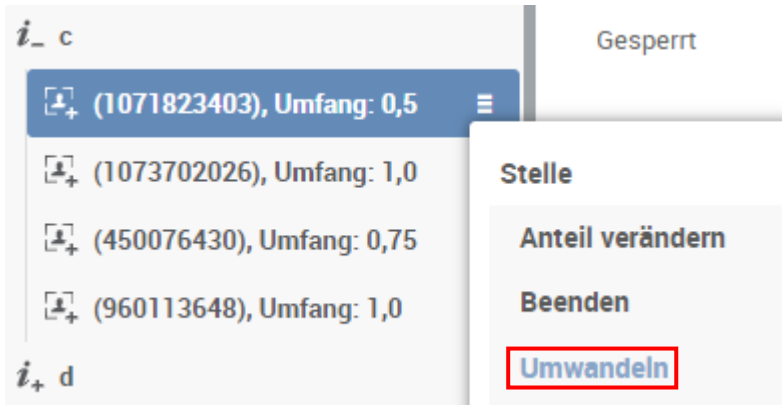 c
Gesperrt
(1071823403), Umfang: 0,5
(1073702026), Umfang: 1,0
Stelle
(450076430), Umfang: 0,75
Anteil verändern
(960113648), Umfang: 1,0
Beenden
d
Umwandeln